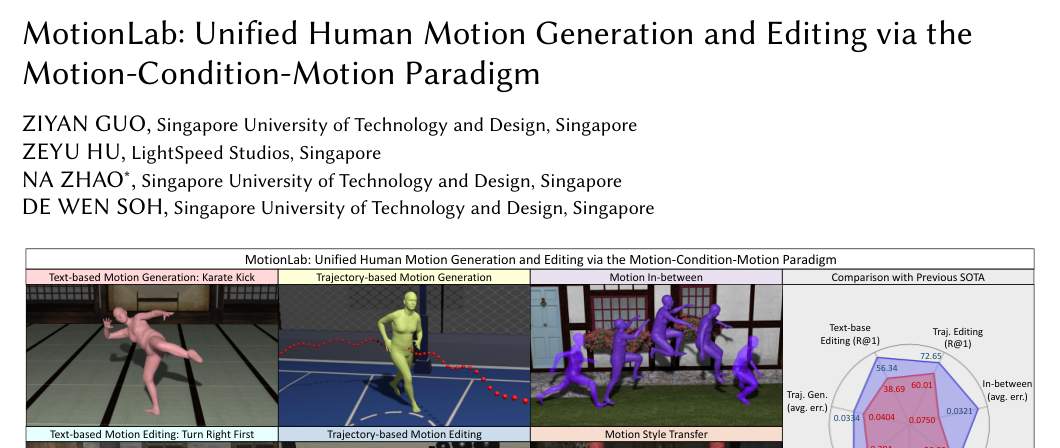 MotionLab: Unified Human Motion Generation and Editing via the
Motion-Condition-Motion Paradigm
ZIYAN GUO, Singapore University of Technology and Design, Singapore
ZEYU HU, LightSpeed Studios, Singapore
NA ZHAO*, Singapore University of Technology and Design, Singapore
DE WEN SOH, Singapore University of Technology and Design, Singapore
MotionLab: Unified Human Motion Generation and Editing via the Motion-Condition-Motion Paradigm
Text-based Motion Generation: Karate Kick
Trajectory-based Motion Generation
Motion In-between
Comparison with Previous SOTA
Text-base
Editing (R@1)
Traj. Editing
(R@1)
72.65
56.34
38.69
60.01
In-between
(avg. err.)
Traj. Gen.
(avg. err.)
0.0334
0.0404
0.0750
0.0321
Text-based Motion Editing: Turn Right First
Trajectory-based Motion Editing
Motion Style Transfer